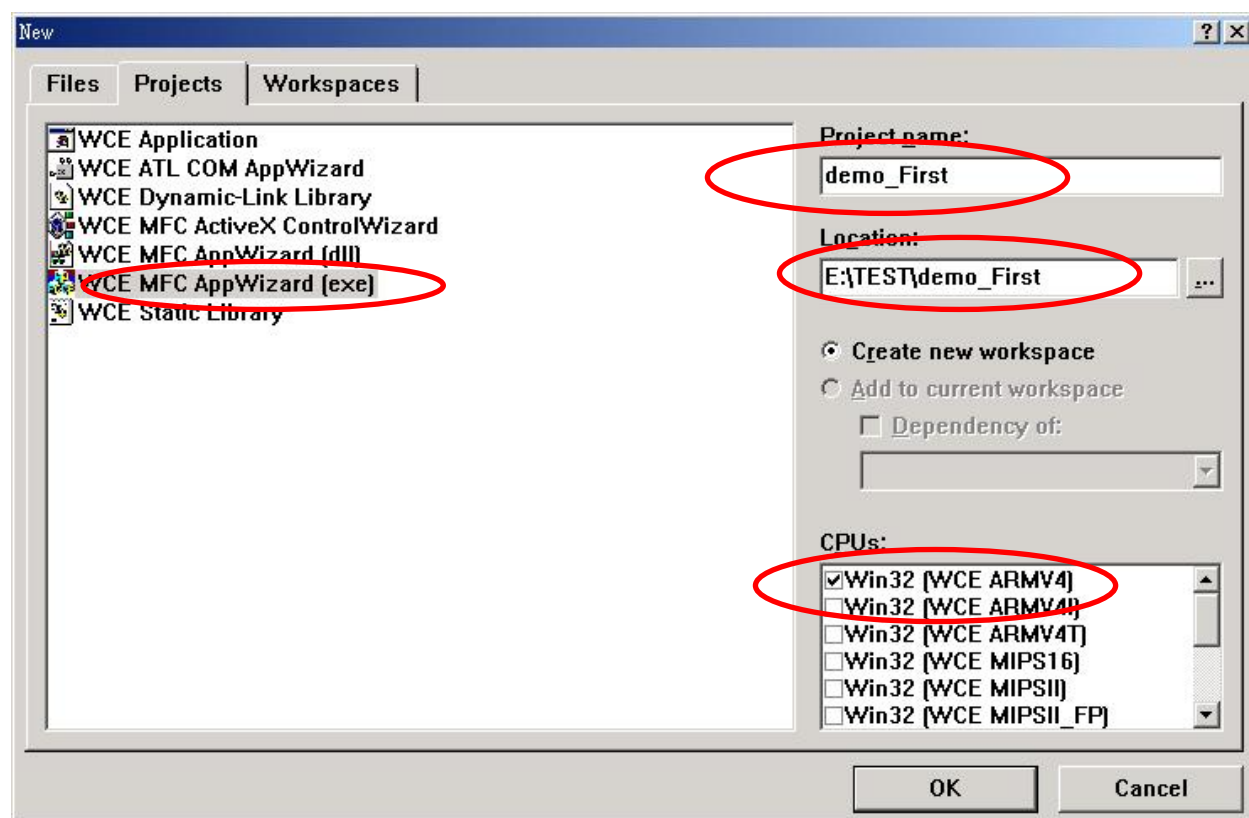 New
Files Projects Workspaces
WCE Application
WCE ATL COM AppWizard
WCE Dynamic-Link Library
WCE MFC ActiveX ControlWizard
WCE MFC AppWizard (dll)
WCE MFC AppWizard (exe)
WCE Static Library
Project name:
demo_First
Location:
E:\TEST\demo_First
...
Create new workspace
Add to current workspace
Dependency of:
CPUs:
Win32 (WCE ARMV4)
Win32 (WCE ARMV4I)
Win32 (WCE ARMV4T)
Win32 (WCE MIPS16)
Win32 (WCE MIPSII)
Win32 (WCE MIPSII_FP)
OK Cancel